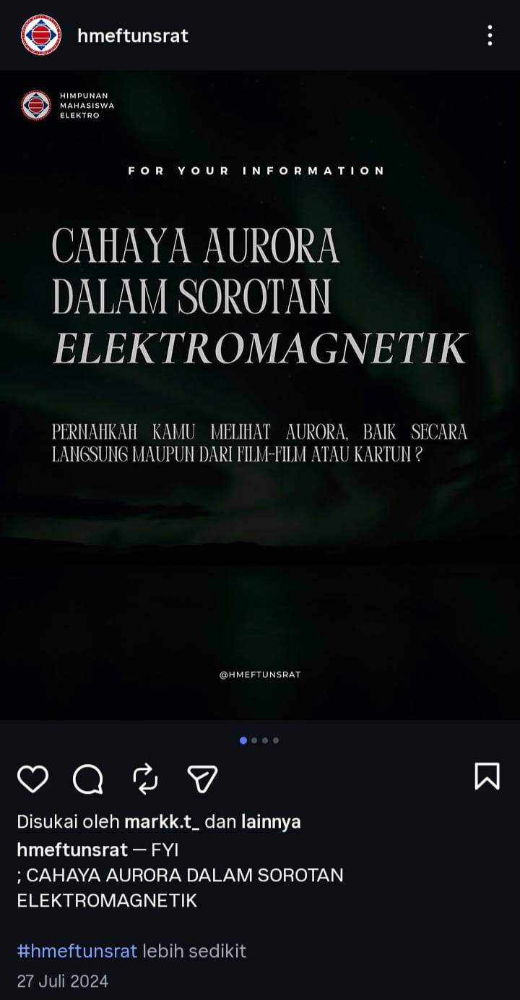 hmeftunsrat
HIMPUNAN
MAHASISWA
ELEKTRO
FOR YOUR INFORMATION
CAHAYA AURORA
DALAM SOROTAN
ELEKTROMAGNETIK
PERNAHKAH KAMU MELIHAT AURORA, BAIK SECARA
LANGSUNG MAUPUN DARI FILM-FILM ATAU KARTUN ?
@HMEFTUNSRAT
Disukai oleh markk.t_ dan lainnya
hmeftunsrat — FYI
; CAHAYA AURORA DALAM SOROTAN
ELEKTROMAGNETIK
#hmeftunsrat lebih sedikit
27 Juli 2024